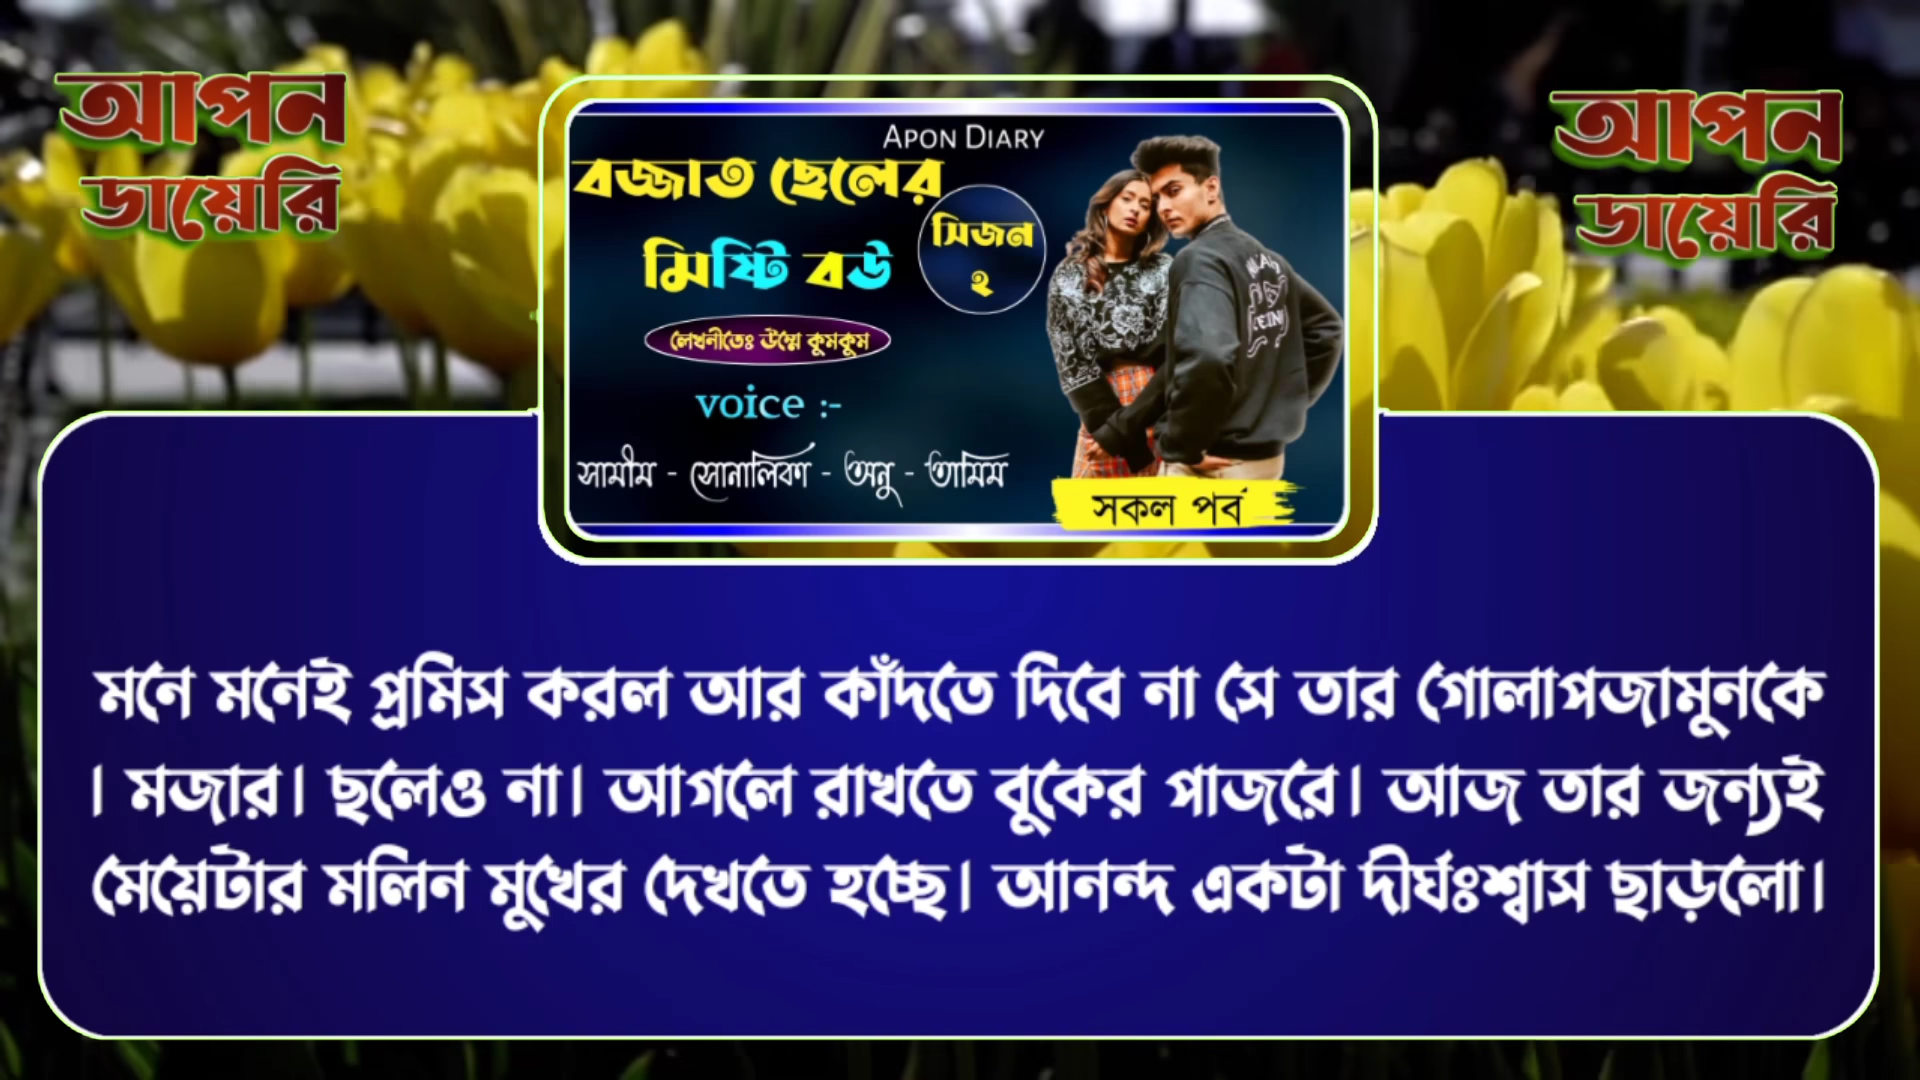 আপন
ডায়েরি
APON DIARY
বজ্জাত ছেলের
মিষ্টি বউ
সিজন
২
লেখনীতেঃ উম্মে কুমকুম
voice :-
সামীম - সোনালিকা - অনু - তামিম
সকল পর্ব
আপন
ডায়েরি
মনে মনেই প্রমিস করল আর কাঁদতে দিবে না সে তার গোলাপজামুনকে
। মজার। ছলেও না। আগলে রাখতে বুকের পাজরে। আজ তার জন্যই
মেয়েটার মলিন মুখের দেখতে হচ্ছে। আনন্দ একটা দীর্ঘঃশ্বাস ছাড়লো।